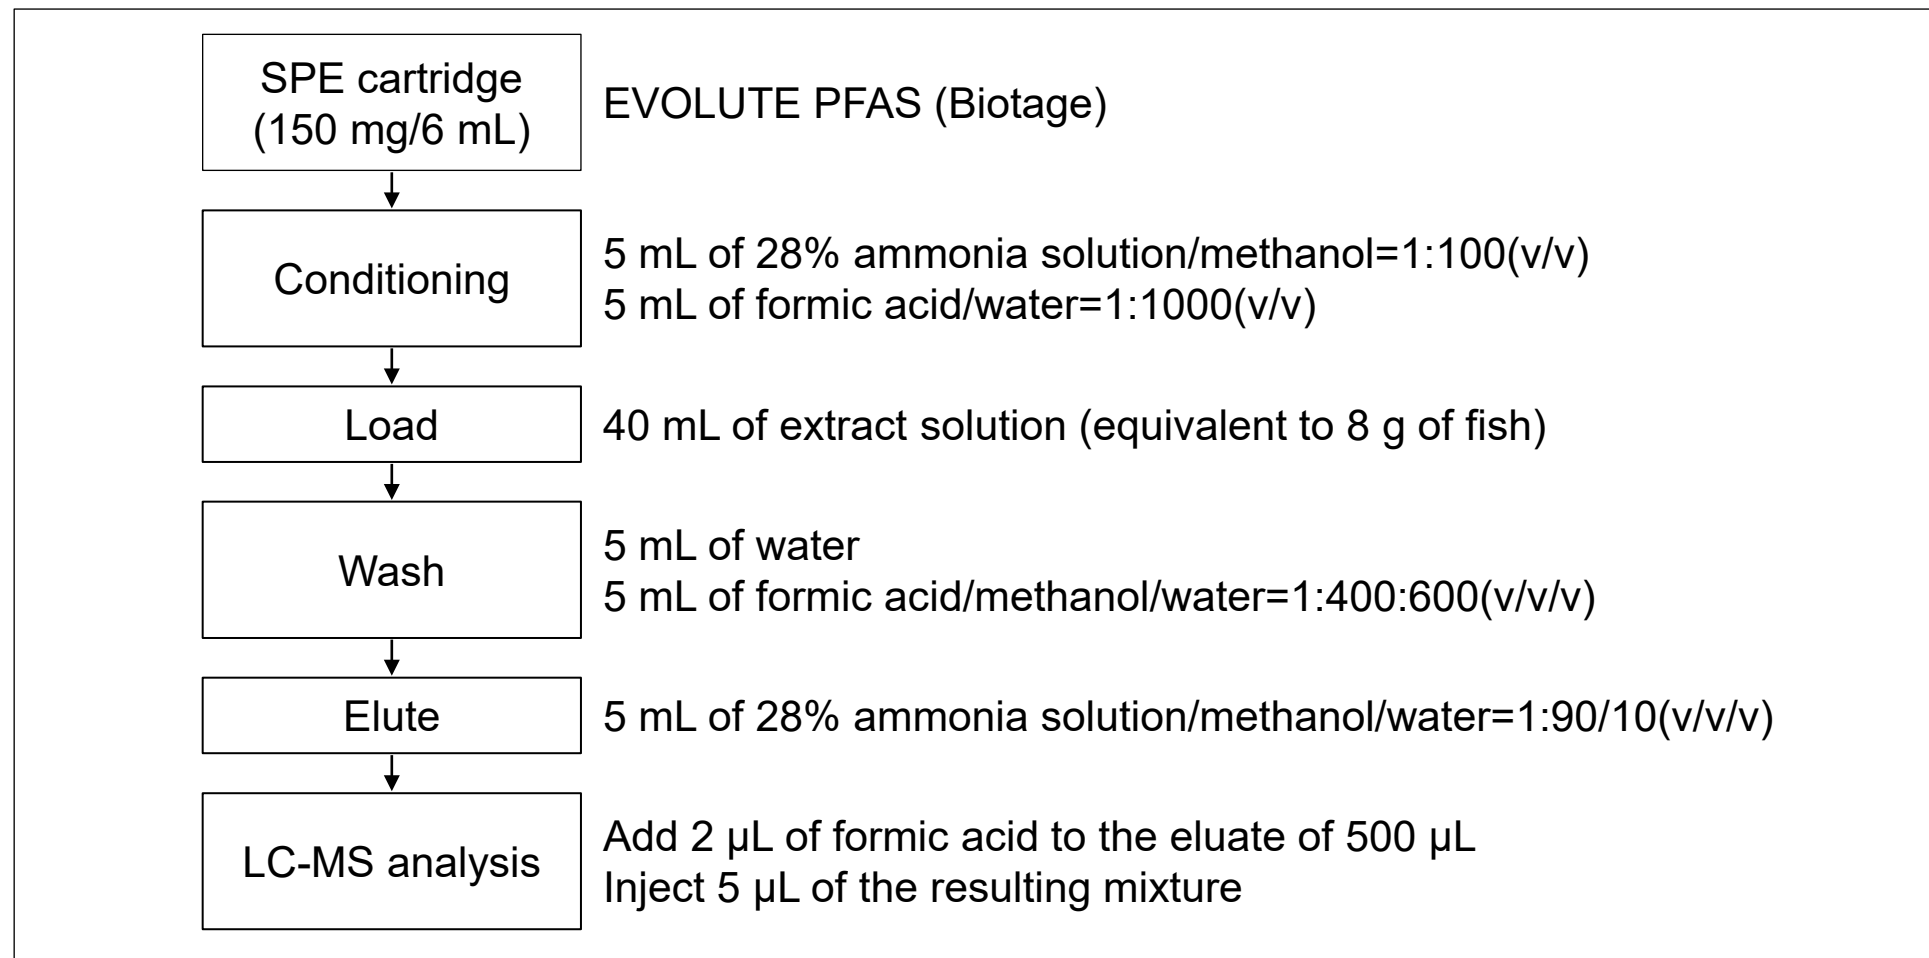 SPE cartridge
(150 mg/6 mL)
EVOLUTE PFAS (Biotage)
Conditioning
5 mL of 28% ammonia solution/methanol=1:100(v/v)
5 mL of formic acid/water=1:1000(v/v)
Load
40 mL of extract solution (equivalent to 8 g of fish)
Wash
5 mL of water
5 mL of formic acid/methanol/water=1:400:600(v/v/v)
Elute
5 mL of 28% ammonia solution/methanol/water=1:90/10(v/v/v)
LC-MS analysis
Add 2 μL of formic acid to the eluate of 500 μL
Inject 5 μL of the resulting mixture